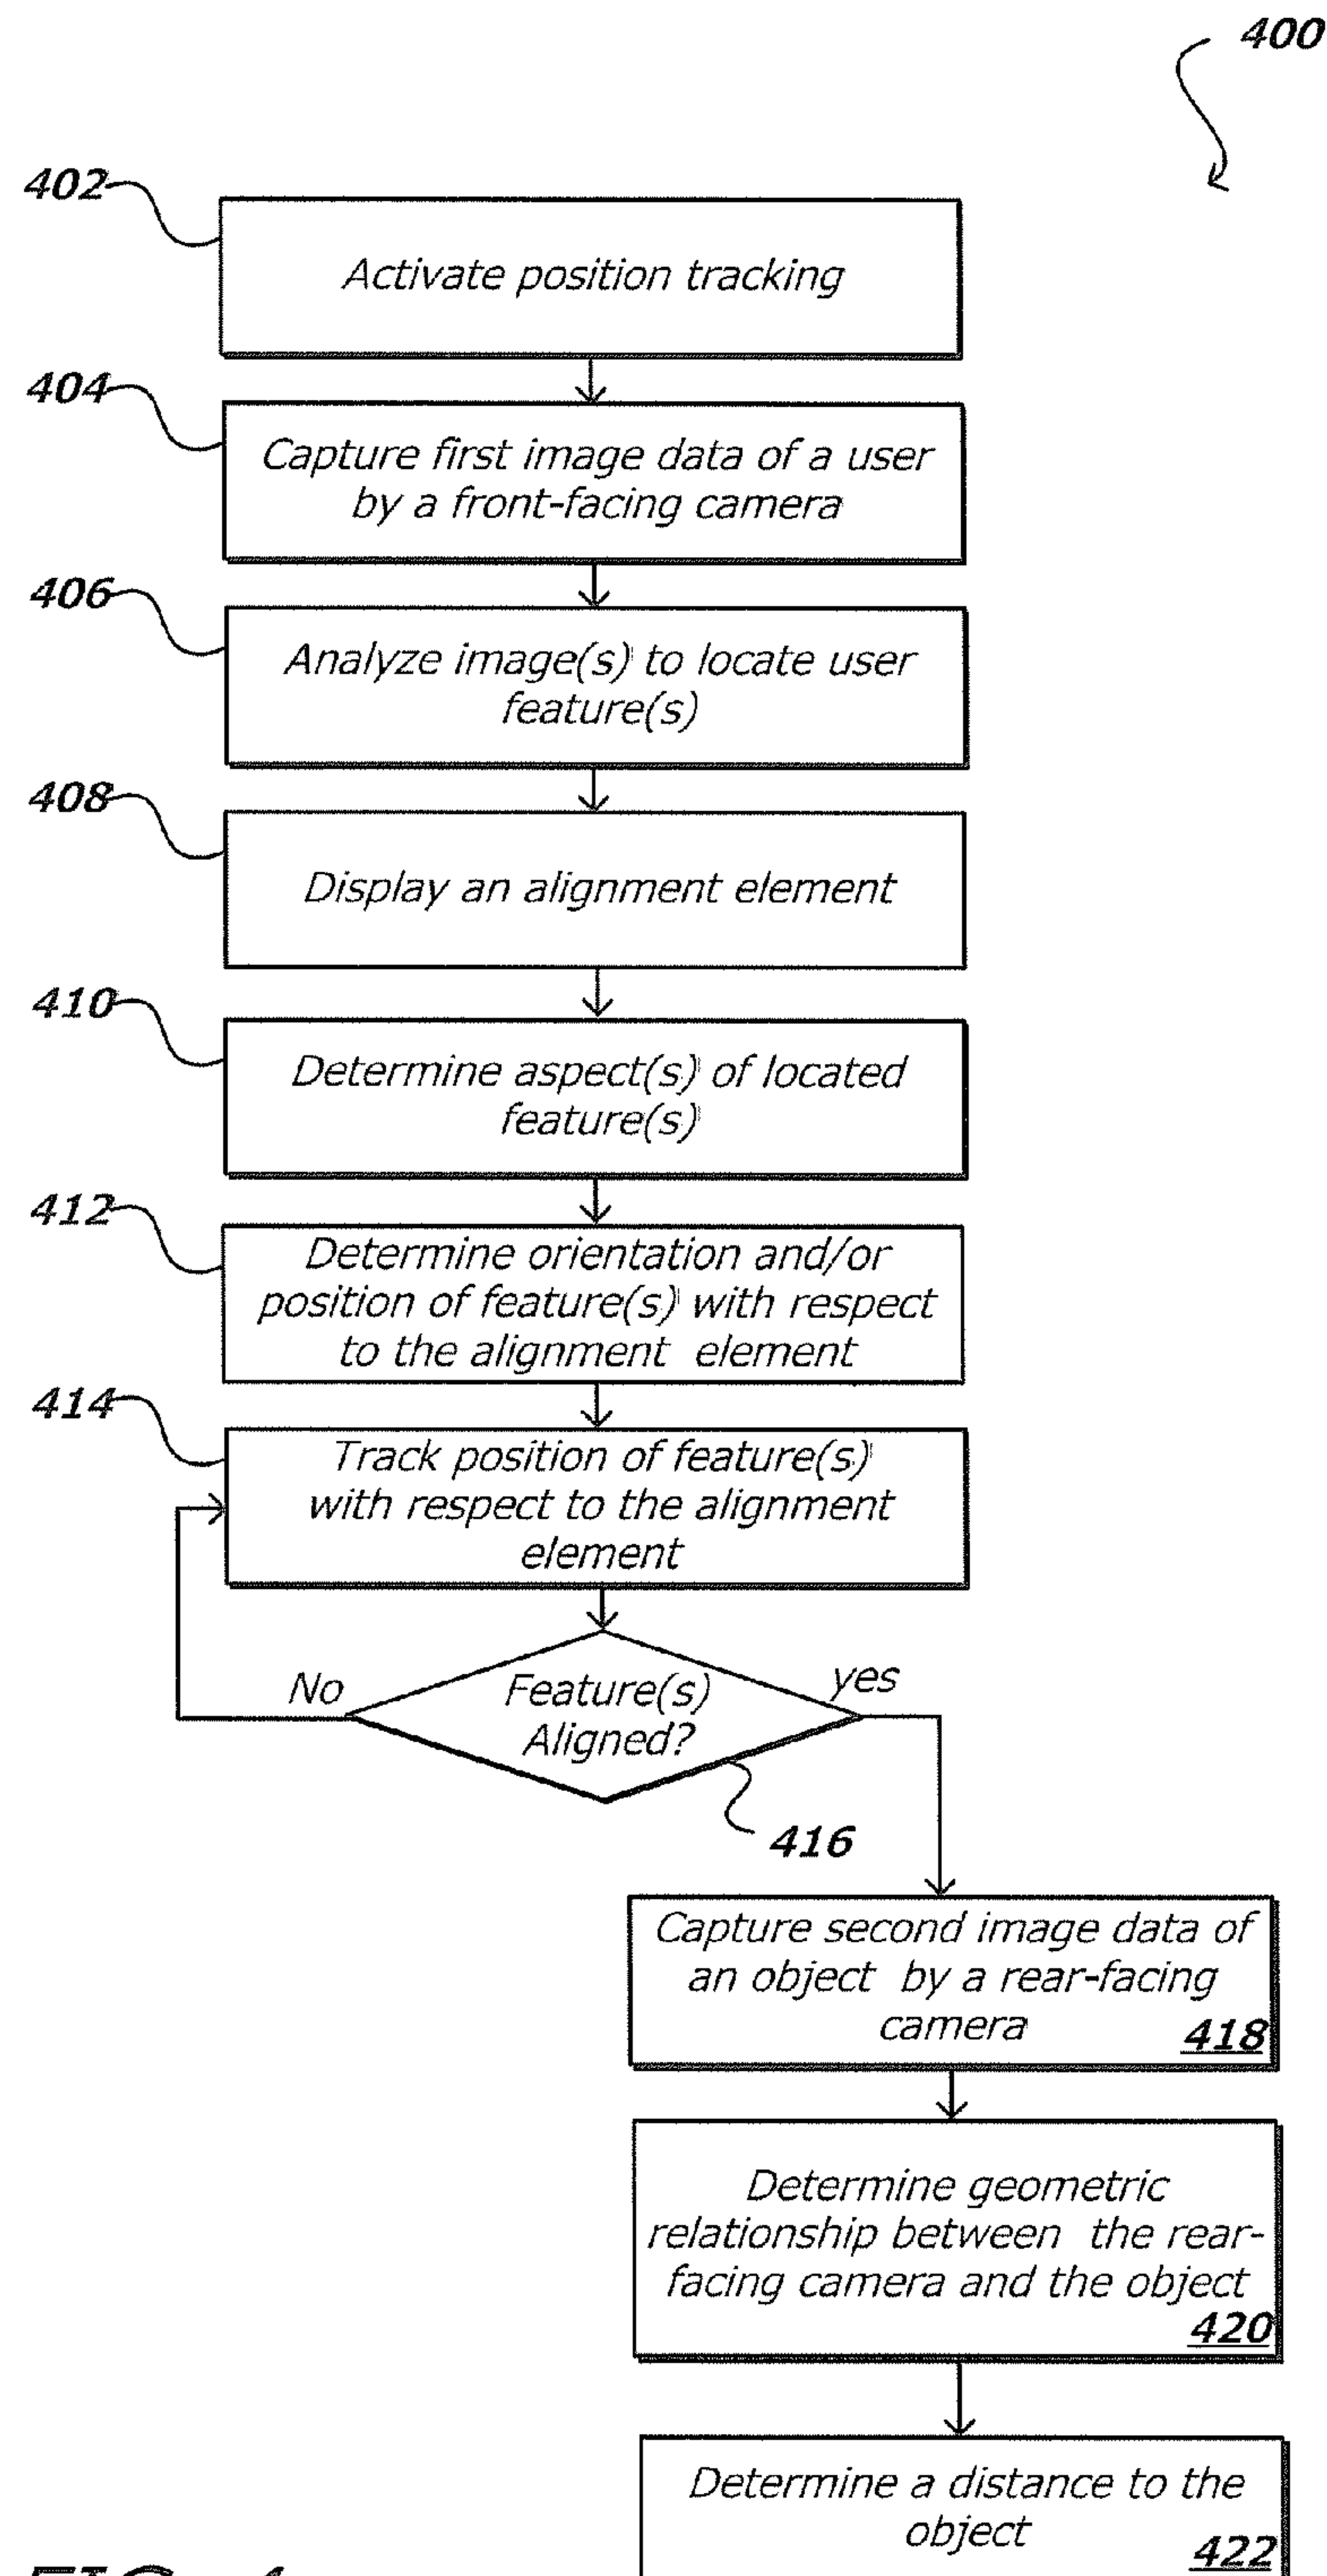 400
402
Activate position tracking
404
Capture first image data of a user
by a front-facing camera
406
Analyze image(s) to locate user
feature(s)
408
Display an alignment element
410
Determine aspect(s) of located
feature(s)
412
Determine orientation and/or
position of feature(s) with respect
to the alignment element
414
Track position of feature(s)
with respect to the alignment
element
No
Feature(s)
Aligned?
yes
416
Capture second image data of
an object by a rear-facing
camera
418
Determine geometric
relationship between the rear-
facing camera and the object
420
Determine a distance to the
object
422